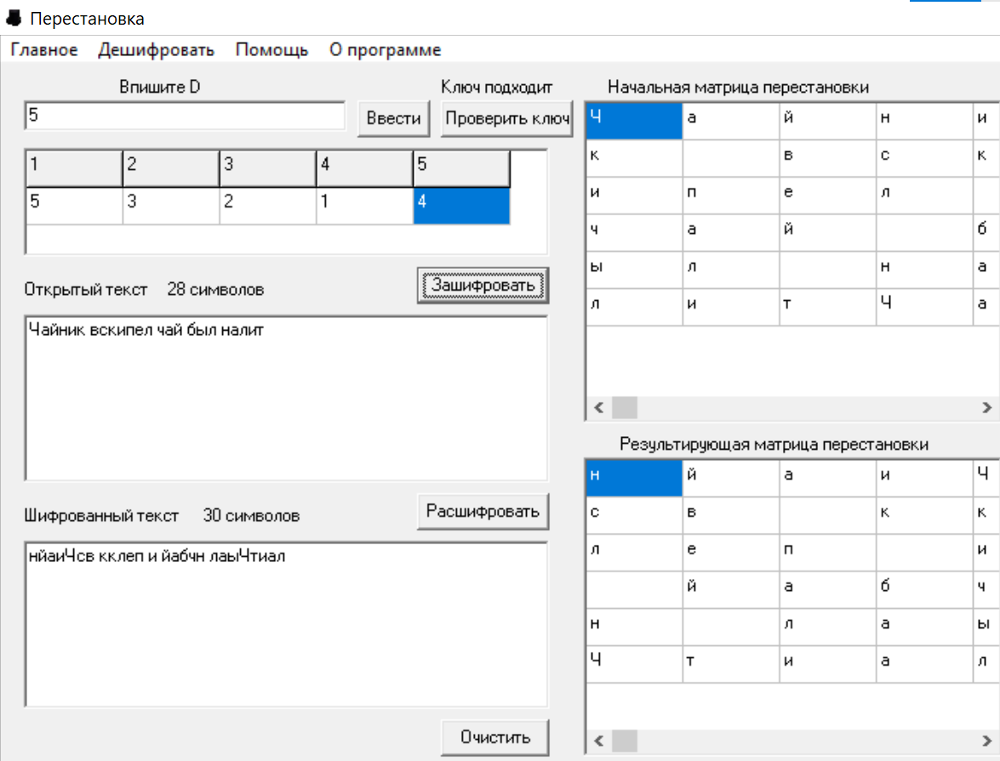 Перестановка
Главное Дешифровать Помощь О программе
Впишите D
5
Ввести
Ключ подходит
Проверить ключ
1 2 3 4 5
5 3 2 1 4
Открытый текст 28 символов
Зашифровать
Чайник вскипел чай был налит
Шифрованный текст 30 символов
Расшифровать
нйаиЧсв кклеп и йабчн лаыЧтиал
Очистить
Начальная матрица перестановки
Ч а й н и
к в с к
и п е л
ч а й б
ы л н а
л и т Ч а
Результирующая матрица перестановки
н й а и Ч
с в к к
л е п и
й а б ч
н л а ы
Ч т и а л